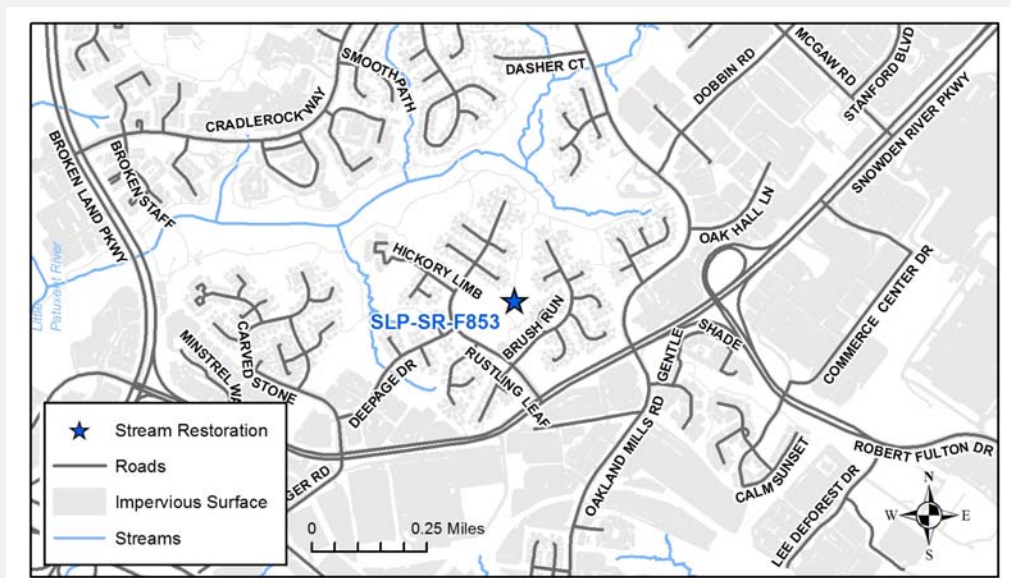 MCGAW RD
STANFORD BLVD
SMOOTH PATH
DASHER CT
DOBBIN RD
CRADLEROCK WAY
SNOWDEN RIVER PKWY
BROKEN LAND PKWY
BROKEN STAFF
OAK HALL LN
HICKORY LIMB
Little
Patuxent River
SLP-SR-F853
BRUSH RUN
COMMERCE CENTER DR
GENTLE
SHADE
CARVED
STONE
MINSTREL WA
DEEPAGE DR
RUSTLING LEAF
OAKLAND MILLS RD
ROBERT FULTON DR
CALM SUNSET
LEE DEFOREST DR
GER RD
Stream Restoration
Roads
Impervious Surface
Streams
0 0.25 Miles
N
W E
S